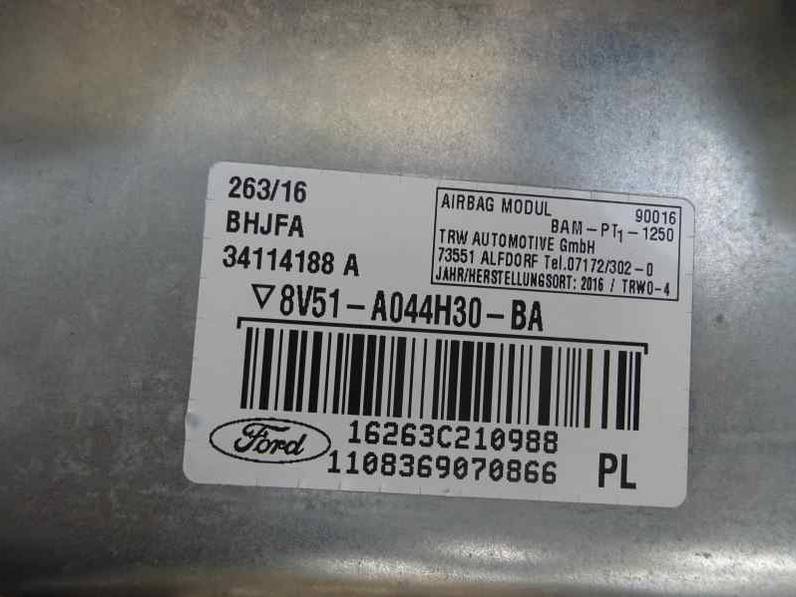 263/16
BHJFA
34114188 A
AIRBAG MODUL 90016
BAM-PT1-1250
TRW AUTOMOTIVE GmbH
73551 ALFDORF Tel.07172/302-0
JAHR/HERSTELLUNGSORT: 2016 / TRWO-4
▽8V51-A044H30-BA
Ford
16263C210988
1108369070866
PL